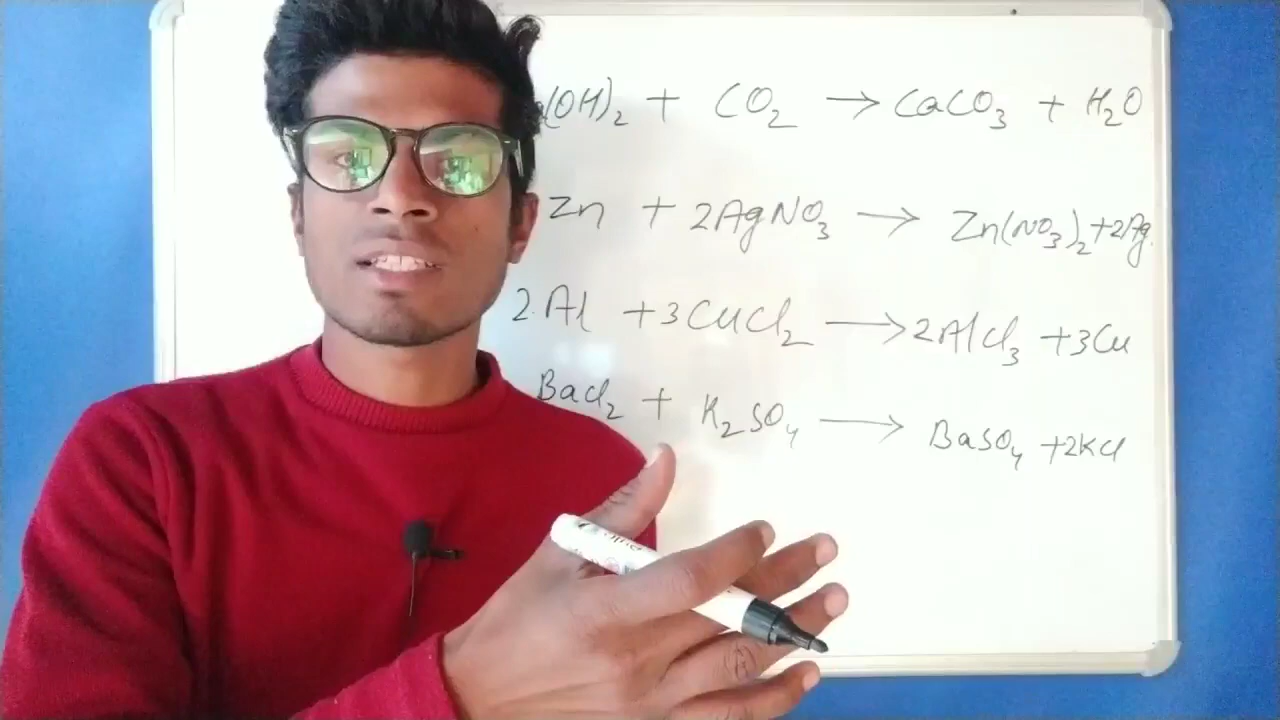 a(OH)₂ + CO₂ → CaCO₃ + H₂O
Zn + 2AgNO₃ → Zn(NO₃)₂+2Ag.
2Al +3CuCl₂ → 2AlCl₃ +3Cu
BaCl₂ + K₂SO₄ → BaSO₄ +2KCl